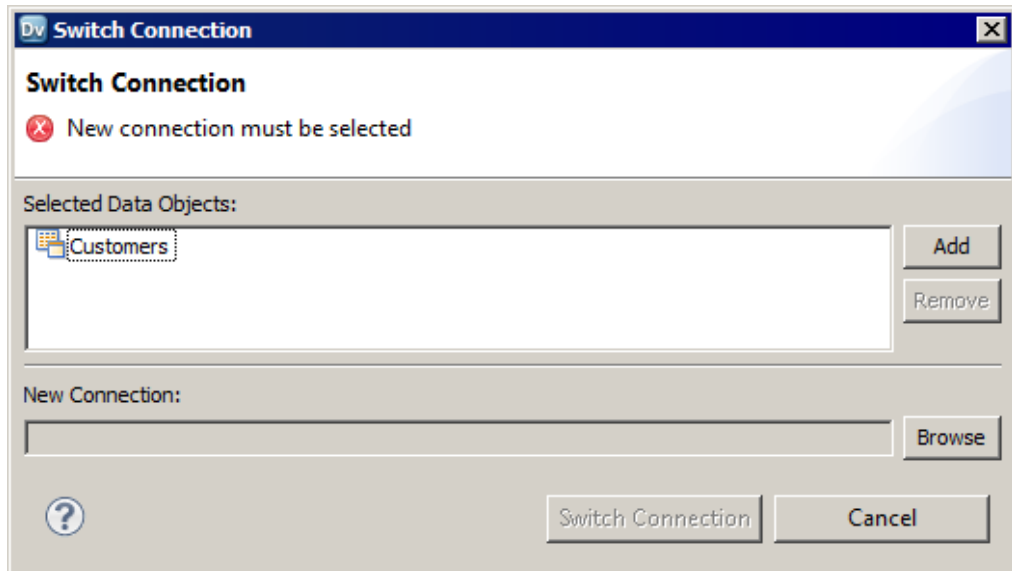 Dv Switch Connection
Switch Connection
New connection must be selected
Selected Data Objects:
Customers
Add
Remove
New Connection:
Browse
?
Switch Connection
Cancel